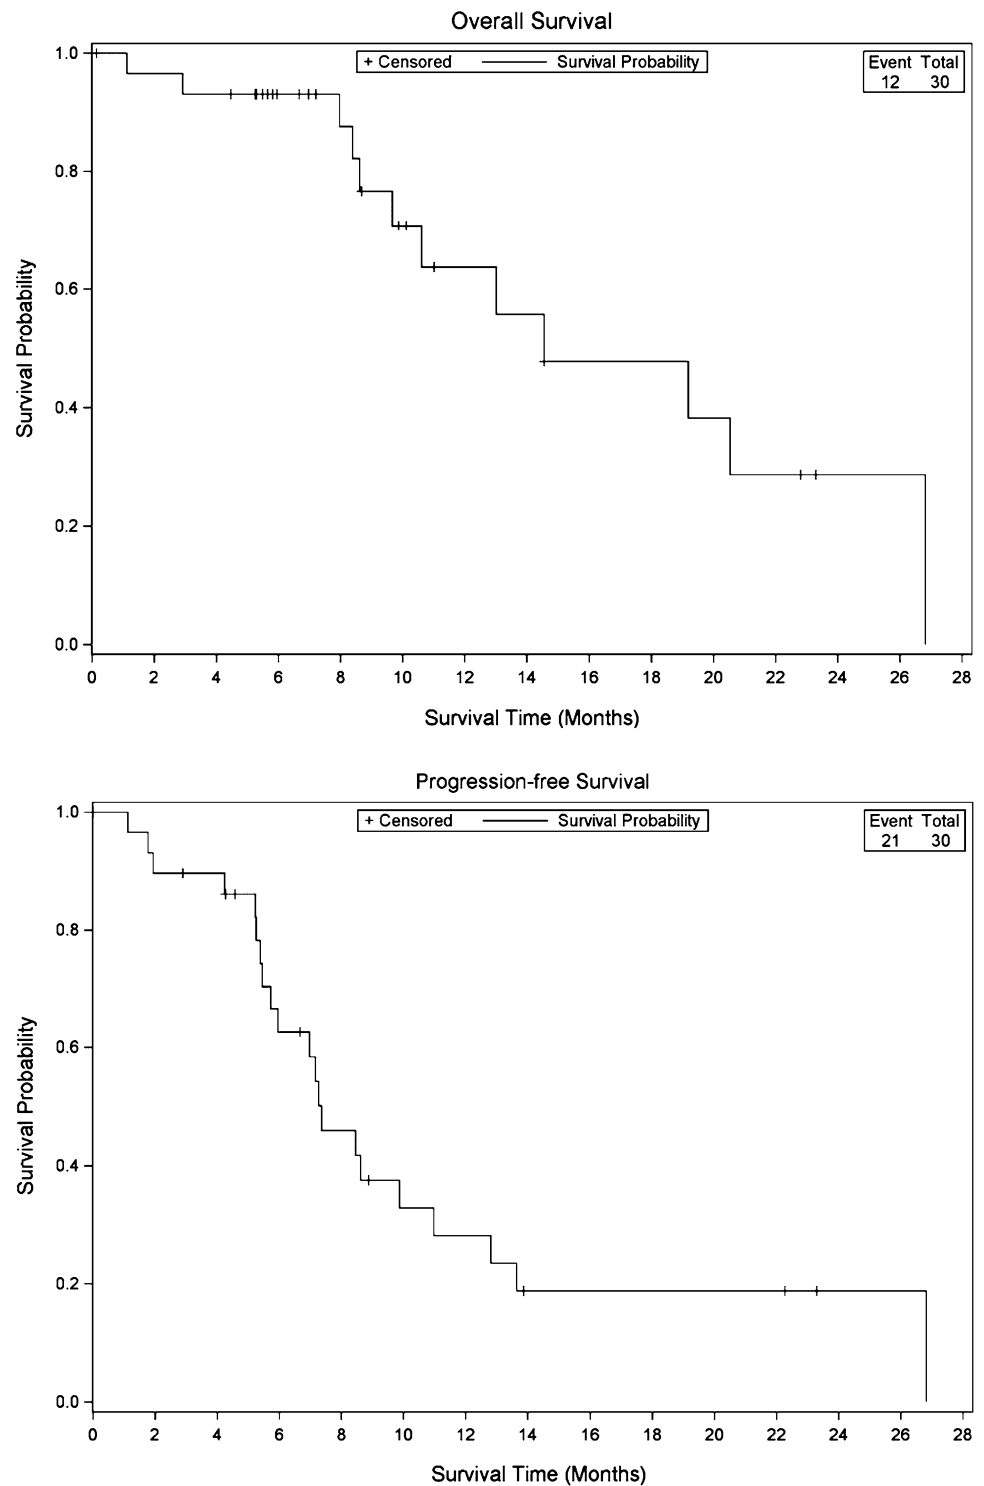 Overall Survival
+ Censored Survival Probability
Event Total
12 30
Survival Probability
1.0
0.8
0.6
0.4
0.2
0.0
0 2 4 6 8 10 12 14 16 18 20 22 24 26 28
Survival Time (Months)
Progression-free Survival
+ Censored Survival Probability
Event Total
21 30
Survival Probability
1.0
0.8
0.6
0.4
0.2
0.0
0 2 4 6 8 10 12 14 16 18 20 22 24 26 28
Survival Time (Months)